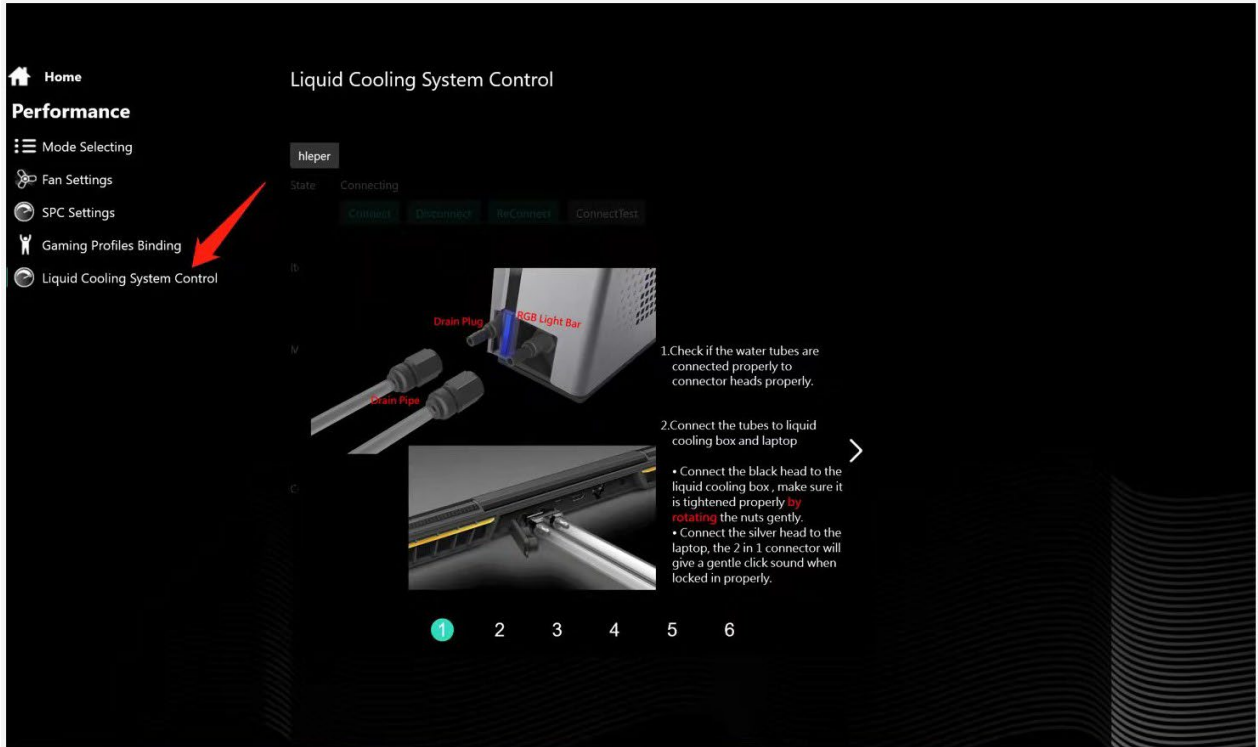 Home
Performance
Mode Selecting
Fan Settings
SPC Settings
Gaming Profiles Binding
Liquid Cooling System Control
Liquid Cooling System Control
hleper
State Connecting
Connect Disconnect ReConnect ConnectTest
Drain Plug
RGB Light Bar
Drain Pipe
1.Check if the water tubes are
connected properly to
connector heads properly.
2.Connect the tubes to liquid
cooling box and laptop
• Connect the black head to the
liquid cooling box , make sure it
is tightened properly by
rotating the nuts gently.
• Connect the silver head to the
laptop, the 2 in 1 connector will
give a gentle click sound when
locked in properly.
1 2 3 4 5 6